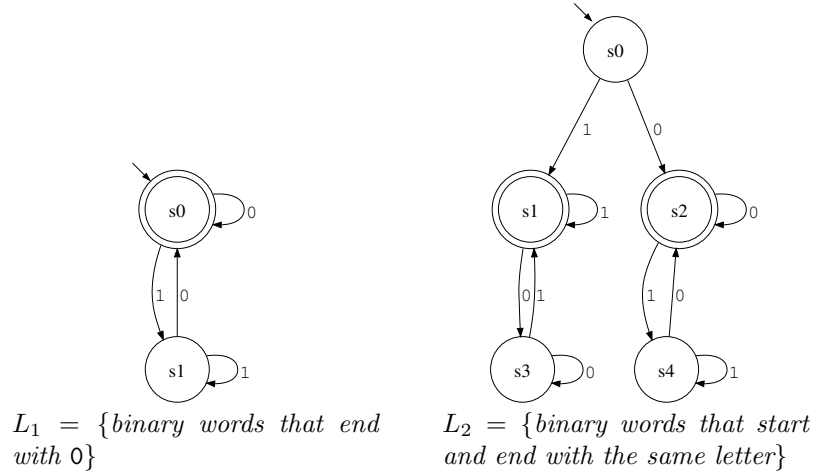 s0
1
0
s0
0
s1
1
s2
0
1
0
0
1
1
0
s1
1
s3
0
s4
1
L₁ = {binary words that end
with 0}
L₂ = {binary words that start
and end with the same letter}